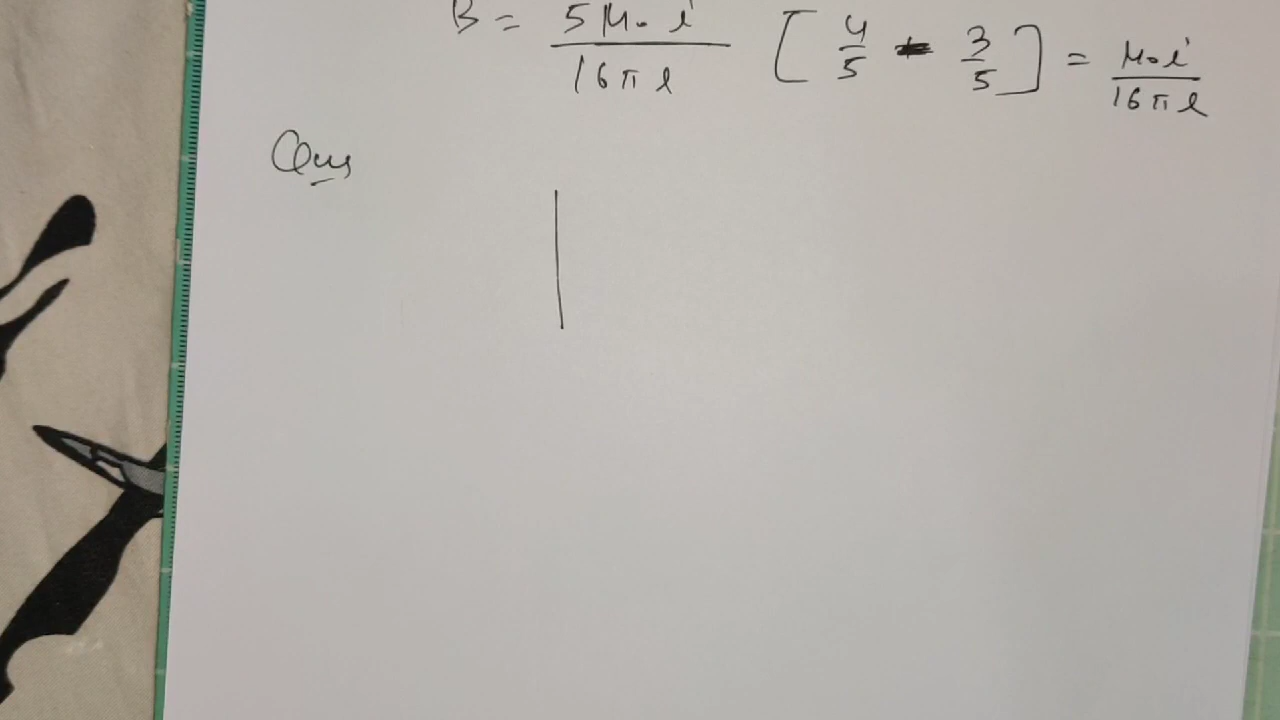 B = 5μ₀i / 16πl [4/5 - 3/5] = μ₀i / 16πl
Ques